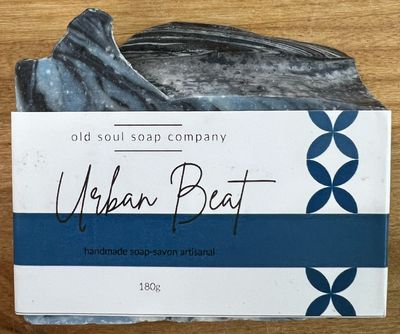 old soul soap company
Urban Beat
handmade soap-savon artisanal
180g